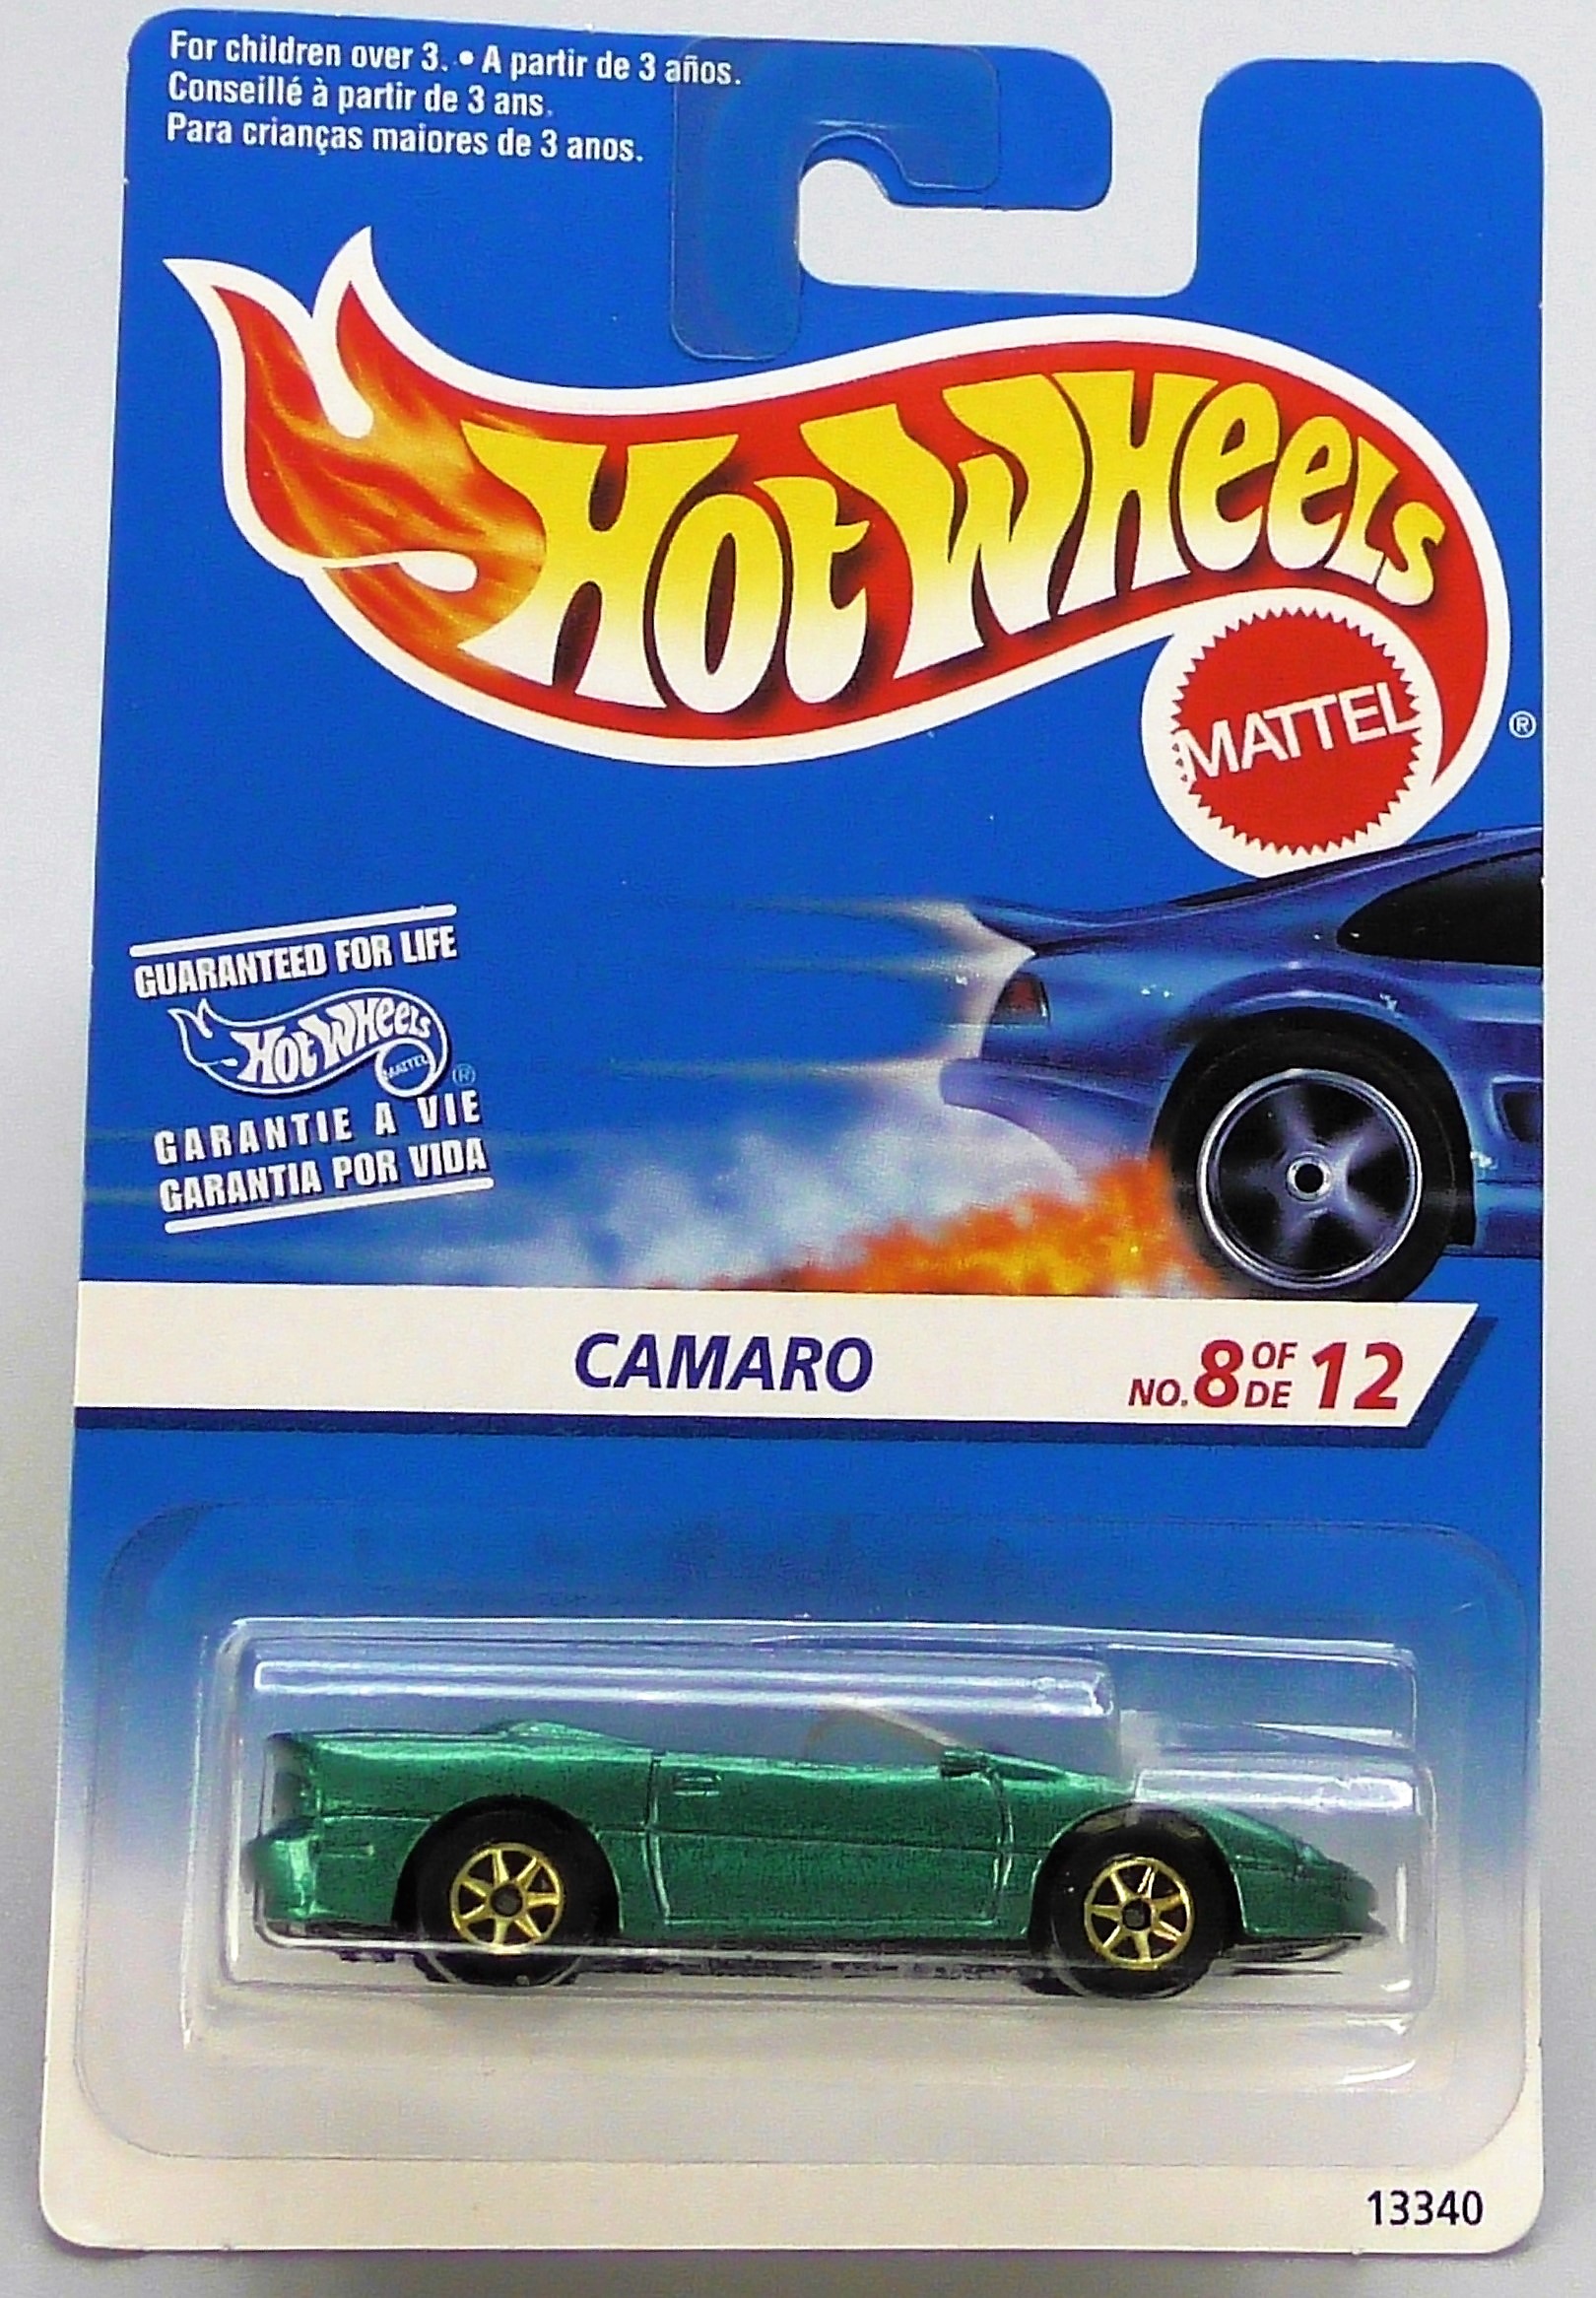 For children over 3. • A partir de 3 años.
Conseillé à partir de 3 ans.
Para crianças maiores de 3 anos.
HOT WHEELS
MATTEL
®
GUARANTEED FOR LIFE
HOT WHEELS
MATTEL
®
GARANTIE A VIE
GARANTIA POR VIDA
CAMARO
NO. 8 OF DE 12
13340